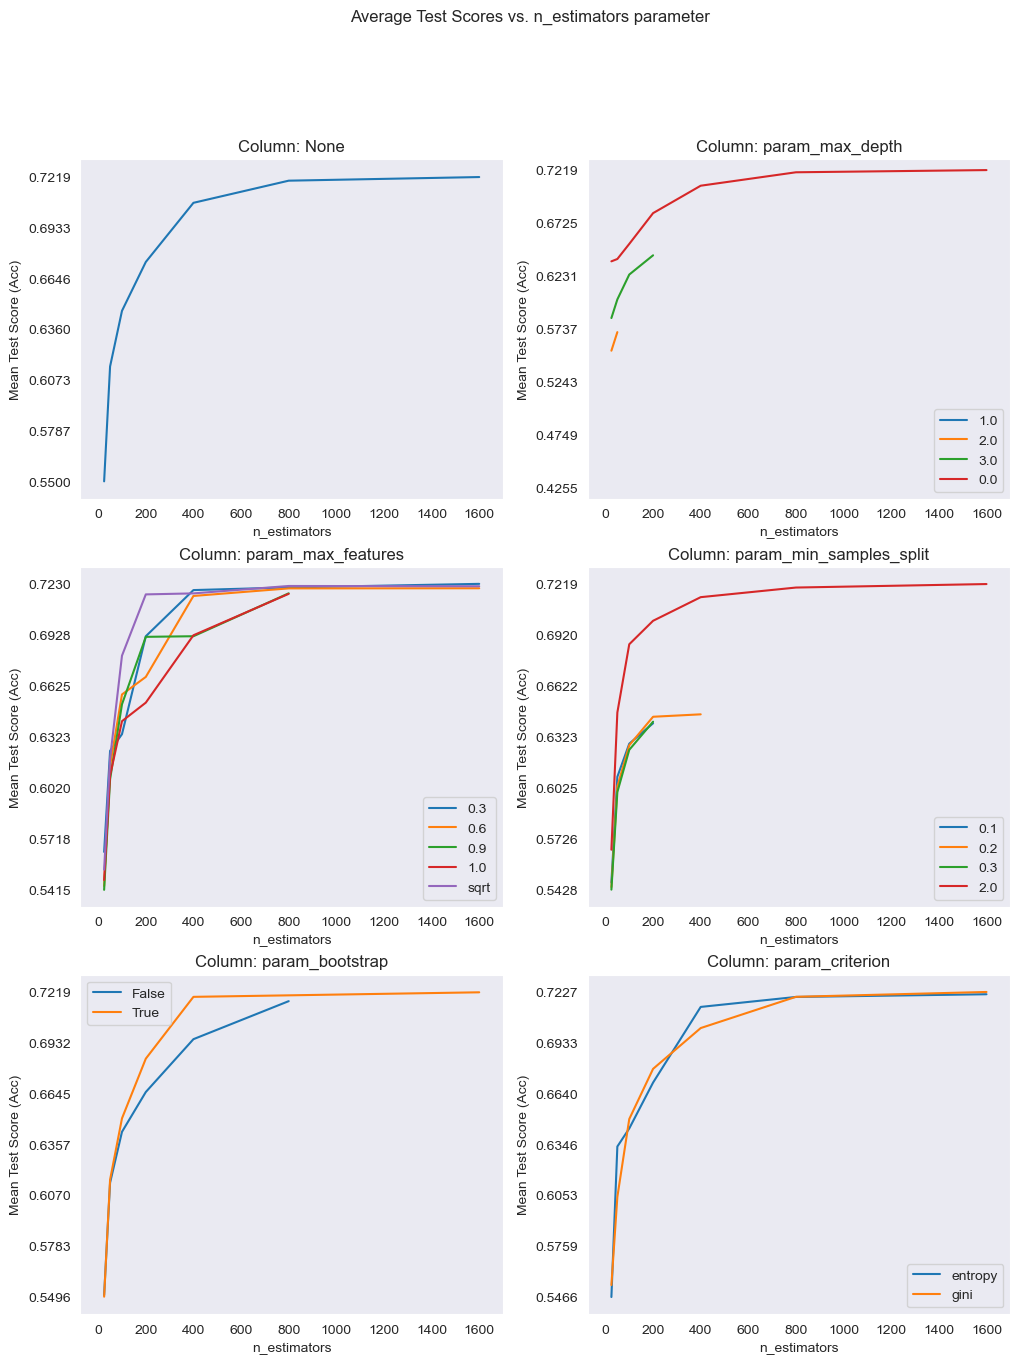 Average Test Scores vs. n_estimators parameter
Column: None
Mean Test Score (Acc)
0.7219
0.6933
0.6646
0.6360
0.6073
0.5787
0.5500
0 200 400 600 800 1000 1200 1400 1600
n_estimators
Column: param_max_depth
Mean Test Score (Acc)
0.7219
0.6725
0.6231
0.5737
0.5243
0.4749
0.4255
1.0
2.0
3.0
0.0
0 200 400 600 800 1000 1200 1400 1600
n_estimators
Column: param_max_features
Mean Test Score (Acc)
0.7230
0.6928
0.6625
0.6323
0.6020
0.5718
0.5415
0.3
0.6
0.9
1.0
sqrt
0 200 400 600 800 1000 1200 1400 1600
n_estimators
Column: param_min_samples_split
Mean Test Score (Acc)
0.7219
0.6920
0.6622
0.6323
0.6025
0.5726
0.5428
0.1
0.2
0.3
2.0
0 200 400 600 800 1000 1200 1400 1600
n_estimators
Column: param_bootstrap
Mean Test Score (Acc)
0.7219
0.6932
0.6645
0.6357
0.6070
0.5783
0.5496
False
True
0 200 400 600 800 1000 1200 1400 1600
n_estimators
Column: param_criterion
Mean Test Score (Acc)
0.7227
0.6933
0.6640
0.6346
0.6053
0.5759
0.5466
entropy
gini
0 200 400 600 800 1000 1200 1400 1600
n_estimators